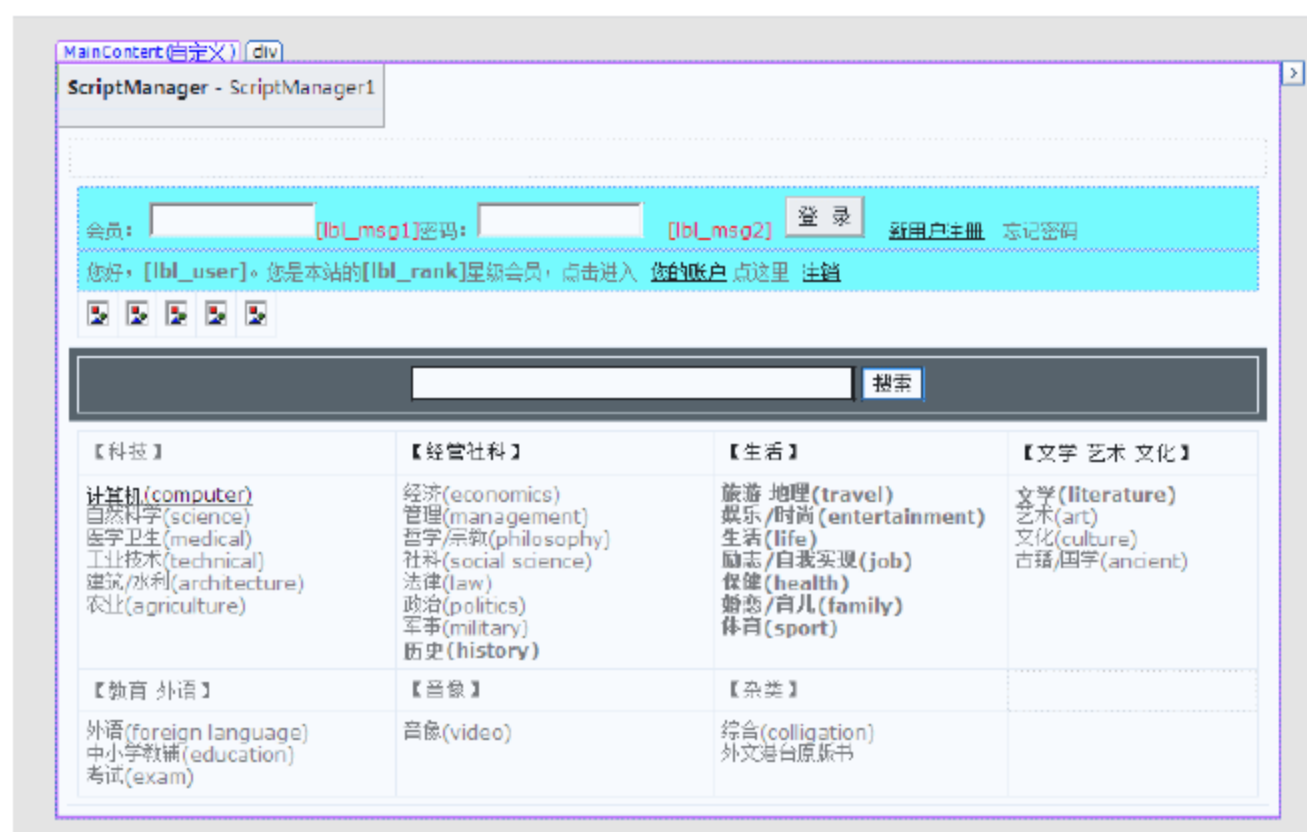 MainContent(自定义) div
ScriptManager - ScriptManager1
会员: [lbl_msg1]密码: [lbl_msg2] 登 录 新用户注册 忘记密码
您好，[lbl_user]。您是本站的[lbl_rank]星级会员，点击进入 您的账户 点这里 注销
搜索
【科技】 【经管社科】 【生活】 【文学 艺术 文化】
计算机(computer)
自然科学(science)
医学卫生(medical)
工业技术(technical)
建筑/水利(architecture)
农业(agriculture)
经济(economics)
管理(management)
哲学/宗教(philosophy)
社科(social science)
法律(law)
政治(politics)
军事(military)
历史(history)
旅游 地理(travel)
娱乐/时尚(entertainment)
生活(life)
励志/自我实现(job)
保健(health)
婚恋/育儿(family)
体育(sport)
文学(literature)
艺术(art)
文化(culture)
古籍/国学(ancient)
【教育 外语】 【音像】 【杂类】
外语(foreign language)
中小学教辅(education)
考试(exam)
音像(video)
综合(colligation)
外文港台原版书